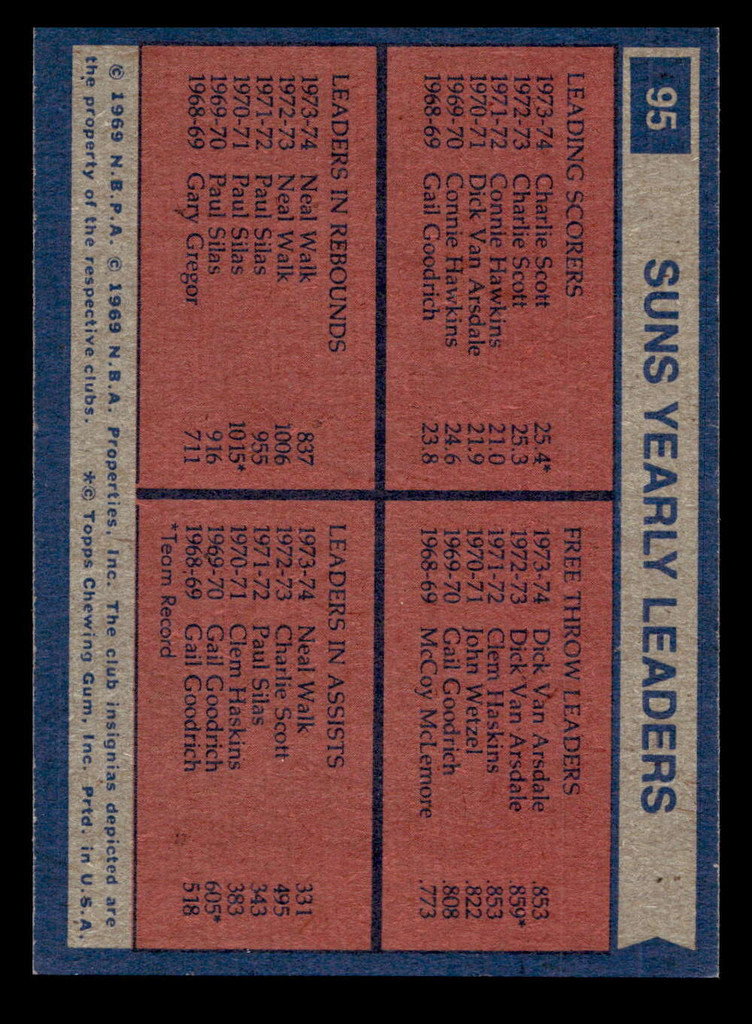 95
SUNS YEARLY LEADERS
LEADING SCORERS
1973-74 Charlie Scott 25.4*
1972-73 Charlie Scott 25.3
1971-72 Connie Hawkins 21.0
1970-71 Dick Van Arsdale 21.9
1969-70 Connie Hawkins 24.6
1968-69 Gail Goodrich 23.8
FREE THROW LEADERS
1973-74 Dick Van Arsdale .853
1972-73 Dick Van Arsdale .859*
1971-72 Clem Haskins .853
1970-71 John Wetzel .822
1969-70 Gail Goodrich .808
1968-69 McCoy McLemore .773
LEADERS IN REBOUNDS
1973-74 Neal Walk 837
1972-73 Neal Walk 1006
1971-72 Paul Silas 955
1970-71 Paul Silas 1015*
1969-70 Paul Silas 916
1968-69 Gary Gregor 711
LEADERS IN ASSISTS
1973-74 Neal Walk 331
1972-73 Charlie Scott 495
1971-72 Paul Silas 343
1970-71 Clem Haskins 383
1969-70 Gail Goodrich 605*
1968-69 Gail Goodrich 518
*Team Record
© 1969 N.B.P.A. © 1969 N.B.A. Properties, Inc. The club insignias depicted are
the property of the respective clubs. *© Topps Chewing Gum, Inc. Prtd. in U.S.A.